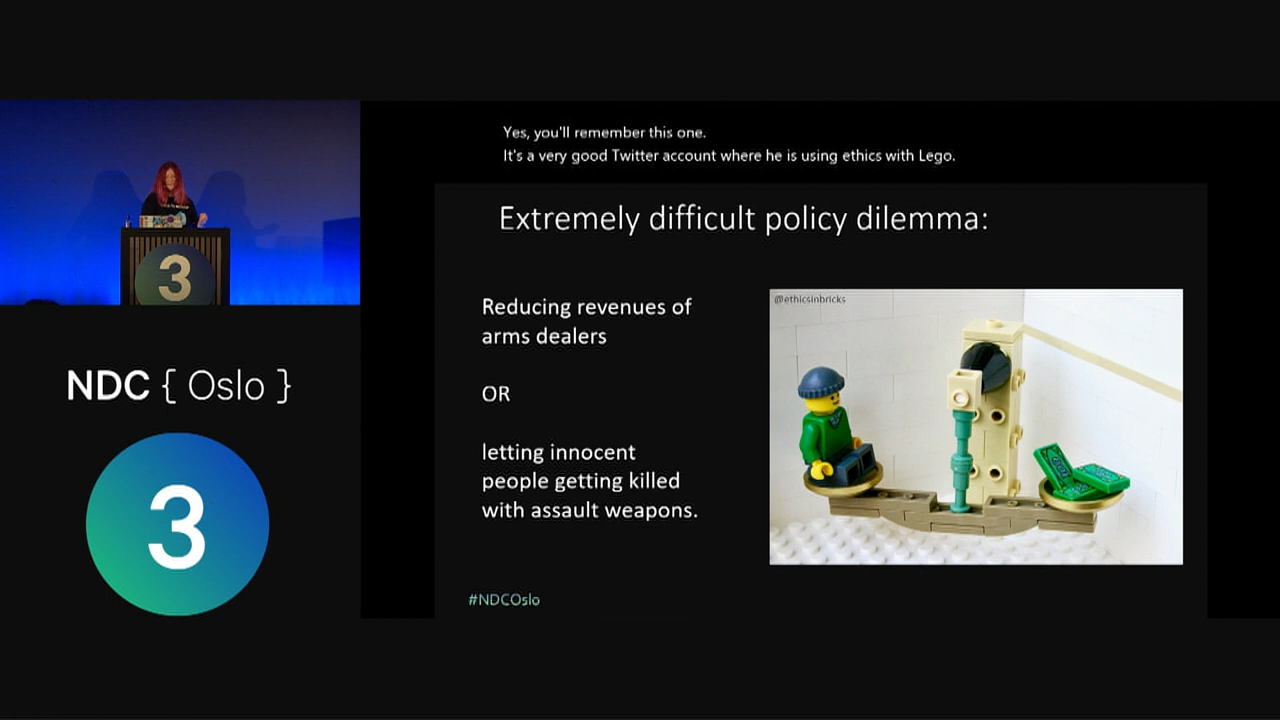 Yes, you'll remember this one.
It's a very good Twitter account where he is using ethics with Lego.
Extremely difficult policy dilemma:
Reducing revenues of
arms dealers
OR
letting innocent
people getting killed
with assault weapons.
@ethicsinbricks
#NDCOslo
3
NDC { Oslo }
3